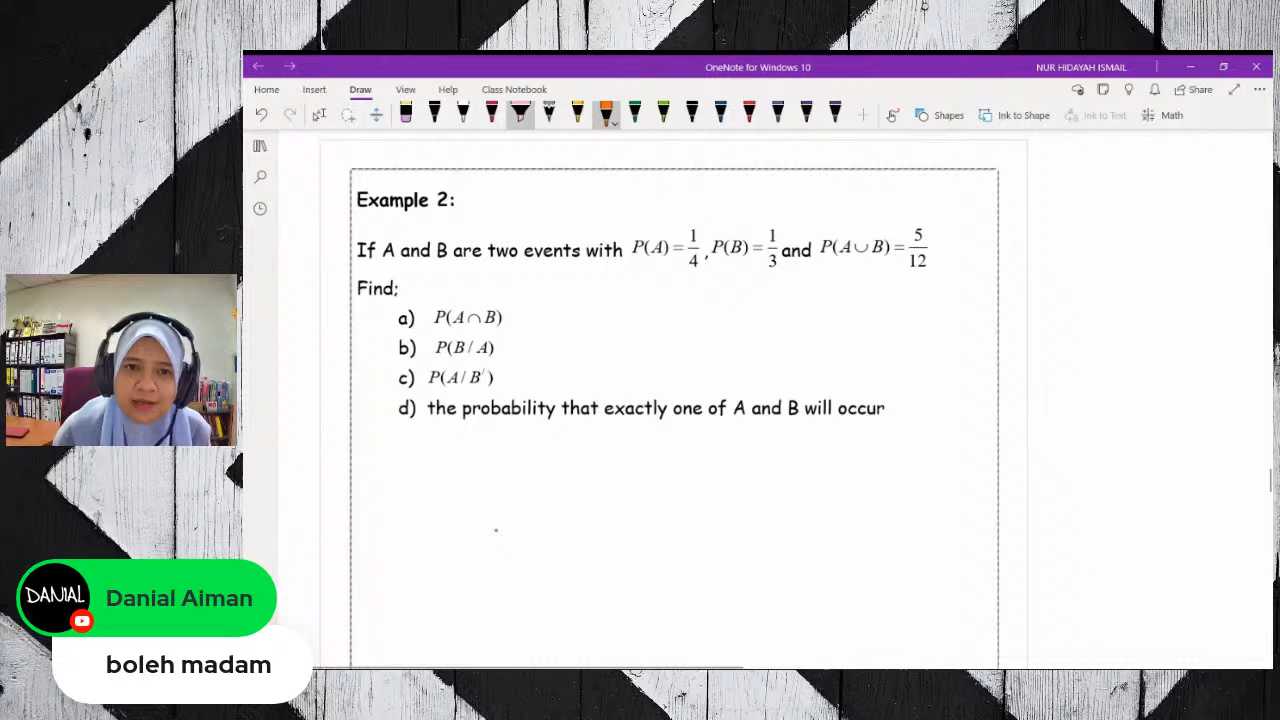 OneNote for Windows 10
NUR HIDAYAH ISMAIL
Home Insert Draw View Help Class Notebook
Share
Shapes Ink to Shape Ink to Text Math
Example 2:
If A and B are two events with P(A) = 1/4 , P(B) = 1/3 and P(A ∪ B) = 5/12
Find;
a) P(A ∩ B)
b) P(B / A)
c) P(A / B′)
d) the probability that exactly one of A and B will occur
DANIAL
Danial Aiman
boleh madam